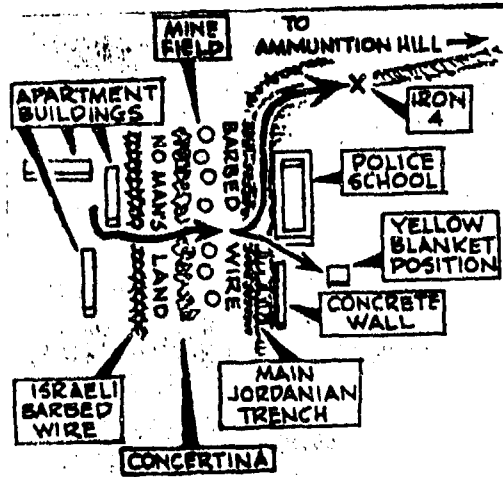 MINE
FIELD
TO
AMMUNITION HILL
APARTMENT
BUILDINGS
IRON
4
NO MAN'S LAND
BARBED WIRE
POLICE
SCHOOL
YELLOW
BLANKET
POSITION
CONCRETE
WALL
ISRAELI
BARBED
WIRE
MAIN
JORDANIAN
TRENCH
CONCERTINA